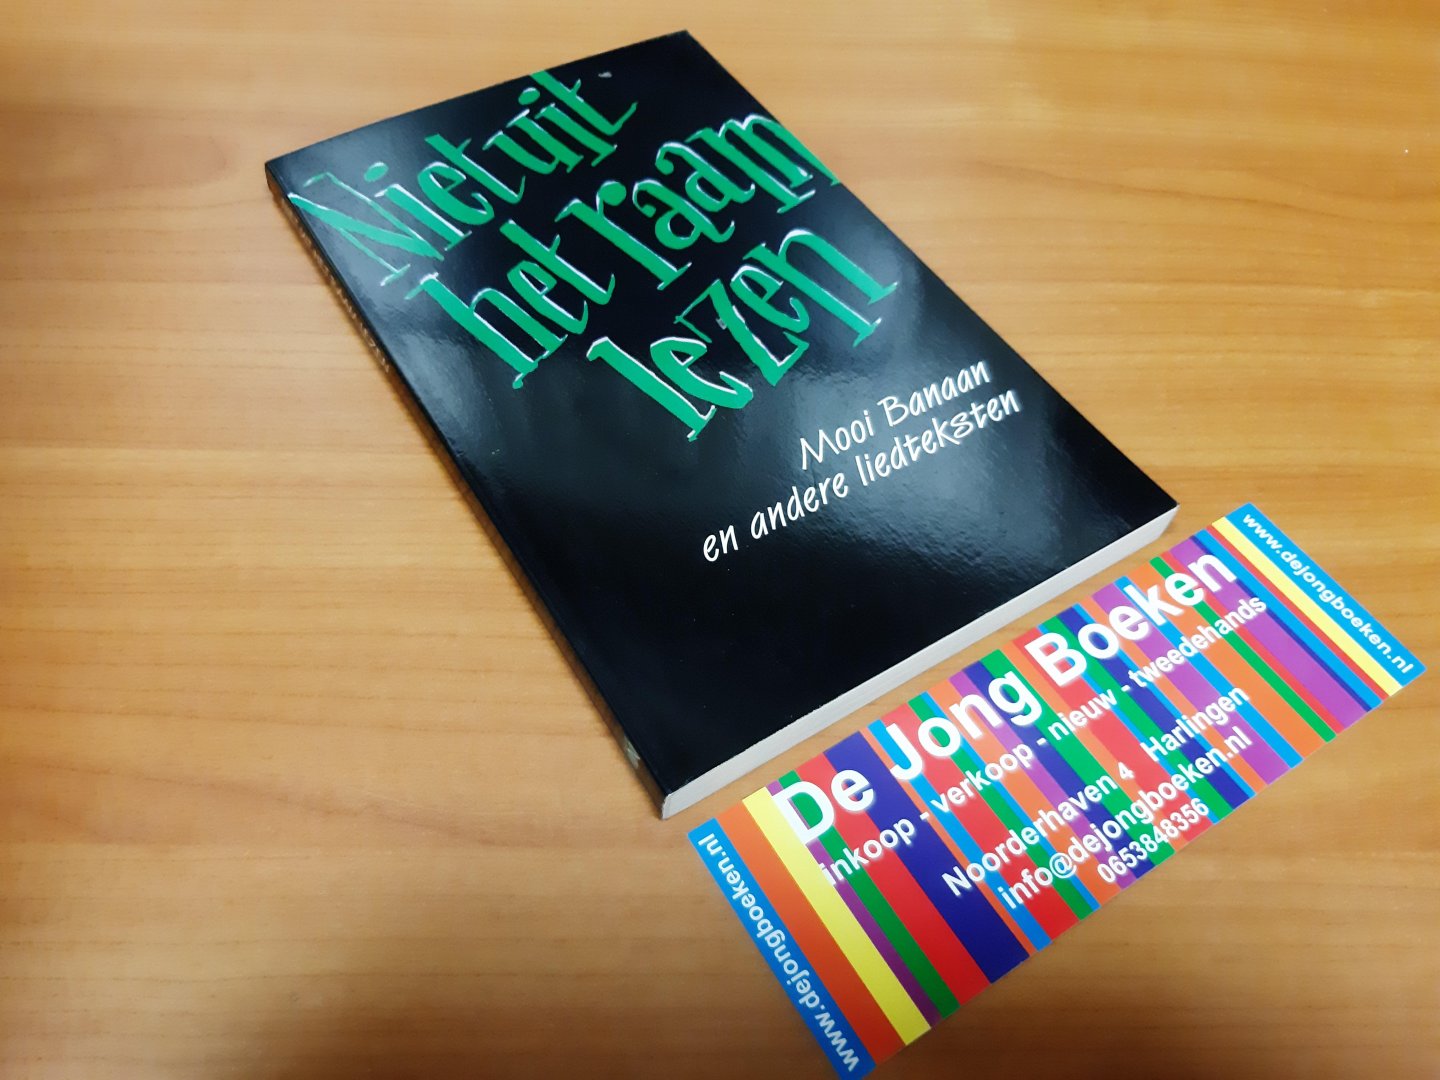 Niet uit
het raam
lezen
Mooi Banaan
en andere liedteksten
De Jong Boeken
inkoop - verkoop - nieuw - tweedehands
Noorderhaven 4 Harlingen
info@dejongboeken.nl
0653848356
www.dejongboeken.nl
www.dejongboeken.nl